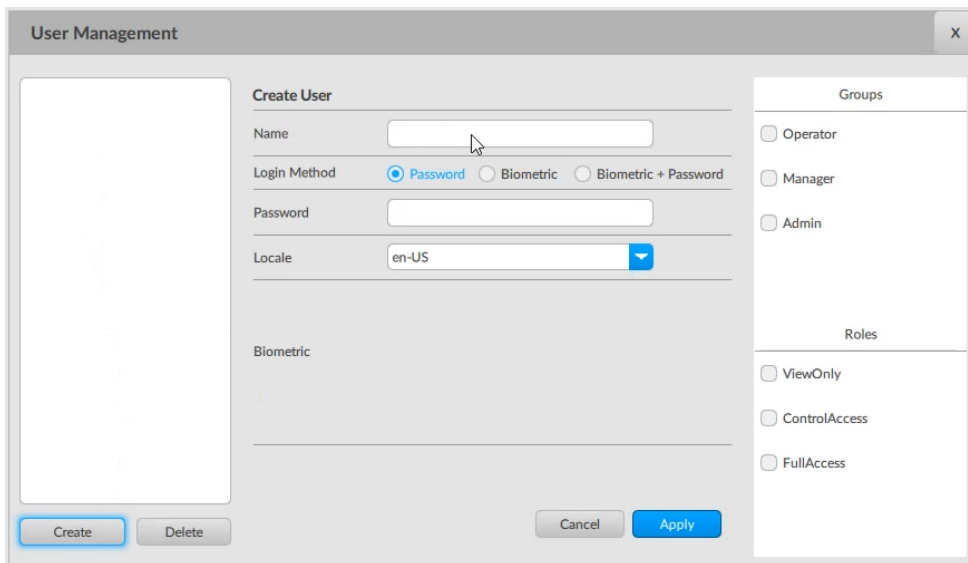 User Management
X
Create User
Name
Login Method
Password
Biometric
Biometric + Password
Password
Locale
en-US
Biometric
Create
Delete
Cancel
Apply
Groups
Operator
Manager
Admin
Roles
ViewOnly
ControlAccess
FullAccess